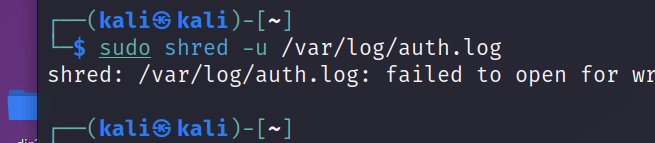 ┌──(kali㉿kali)-[~]
└─$ sudo shred -u /var/log/auth.log
shred: /var/log/auth.log: failed to open for
┌──(kali㉿kali)-[~]